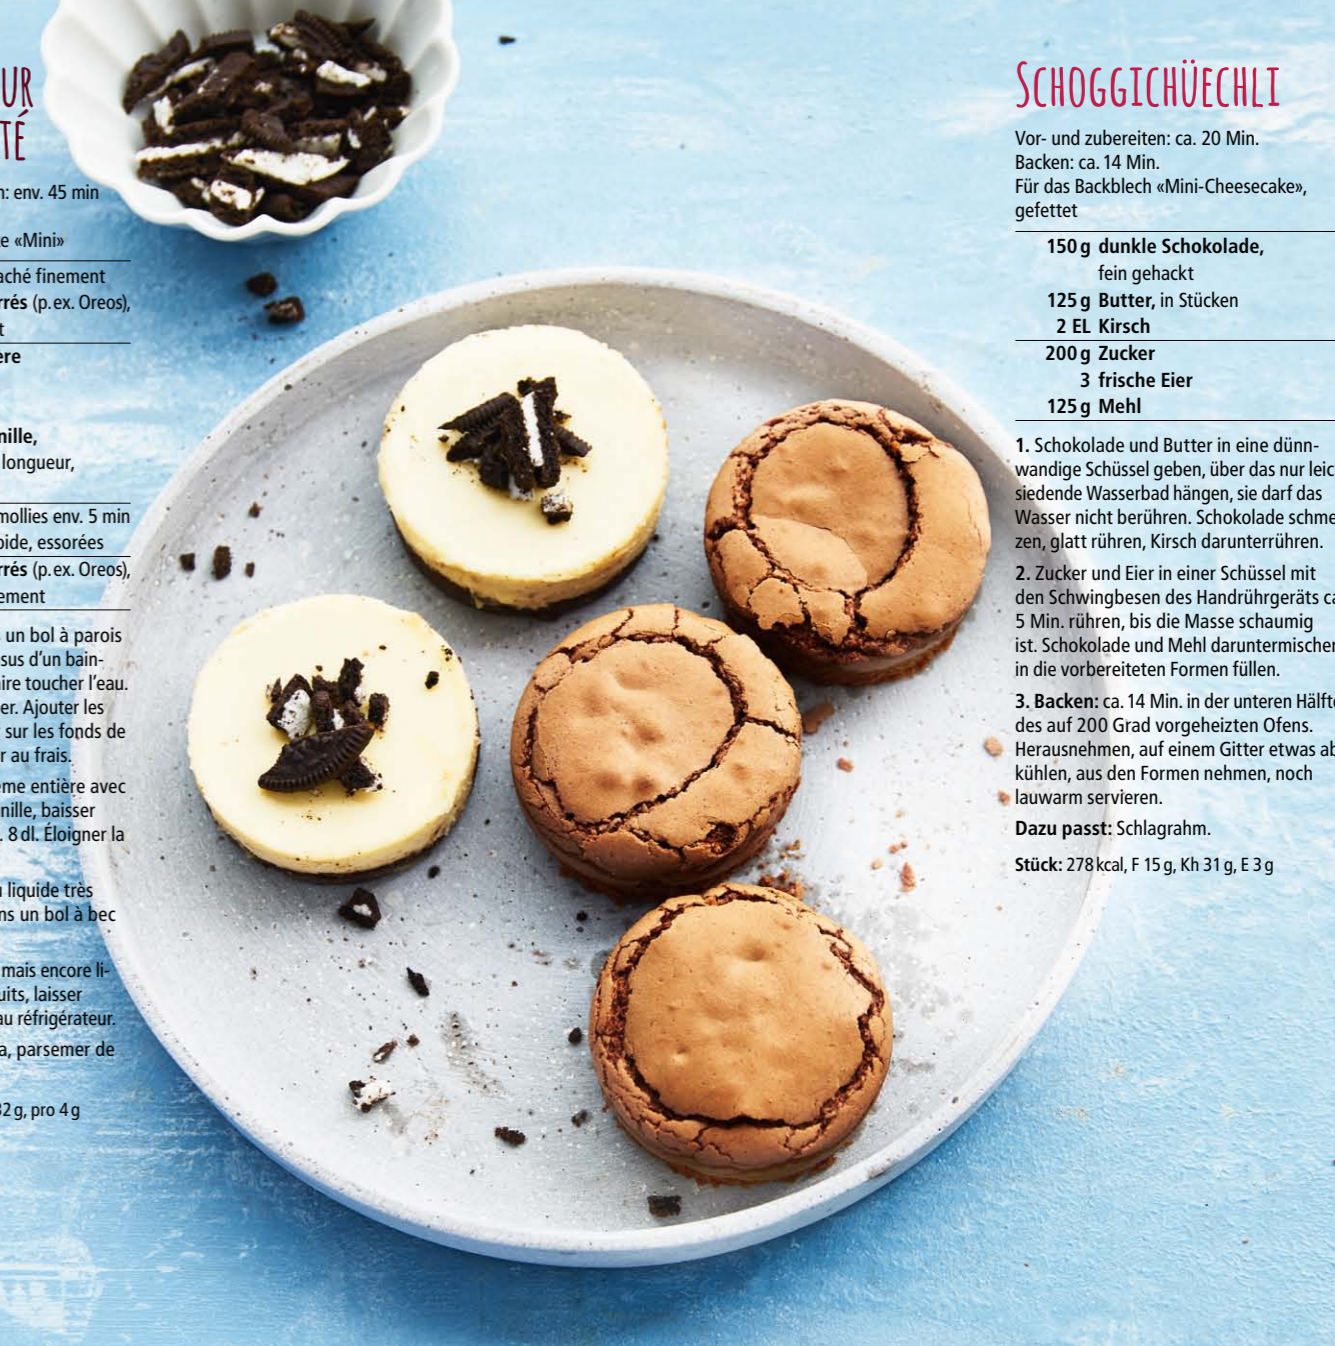 UR
TÉ
n: env. 45 min
e «Mini»
aché finement
rrés (p. ex. Oreos),
t
ere
nille,
longueur,
mollies env. 5 min
oide, essorées
rrés (p. ex. Oreos),
ement
un bol à parois
sus d’un bain-
ire toucher l’eau.
er. Ajouter les
sur les fonds de
r au frais.
ème entière avec
nille, baisser
. 8 dl. Éloigner la
liquide très
ns un bol à bec
mais encore li-
uits, laisser
au réfrigérateur.
a, parsemer de
32 g, pro 4 g
SCHOGGICHÜECHLI
Vor- und zubereiten: ca. 20 Min.
Backen: ca. 14 Min.
Für das Backblech «Mini-Cheesecake»,
gefettet
150 g dunkle Schokolade,
fein gehackt
125 g Butter, in Stücken
2 EL Kirsch
200 g Zucker
3 frische Eier
125 g Mehl
1. Schokolade und Butter in eine dünn-
wandige Schüssel geben, über das nur leic
siedende Wasserbad hängen, sie darf das
Wasser nicht berühren. Schokolade schme
zen, glatt rühren, Kirsch darunterrühren.
2. Zucker und Eier in einer Schüssel mit
den Schwingbesen des Handrührgeräts ca
5 Min. rühren, bis die Masse schaumig
ist. Schokolade und Mehl daruntermischen
in die vorbereiteten Formen füllen.
3. Backen: ca. 14 Min. in der unteren Hälfte
des auf 200 Grad vorgeheizten Ofens.
Herausnehmen, auf einem Gitter etwas ab
kühlen, aus den Formen nehmen, noch
lauwarm servieren.
Dazu passt: Schlagrahm.
Stück: 278 kcal, F 15 g, Kh 31 g, E 3 g